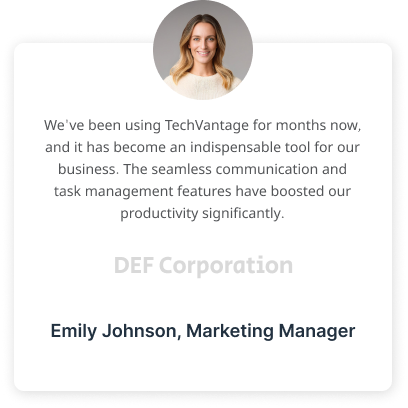 We've been using TechVantage for months now,
and it has become an indispensable tool for our
business. The seamless communication and
task management features have boosted our
productivity significantly.
DEF Corporation
Emily Johnson, Marketing Manager